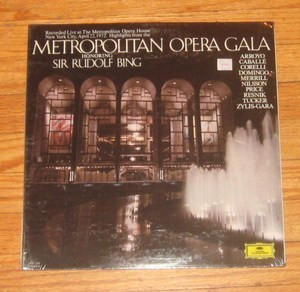 Recorded Live at The Metropolitan Opera House
New York City, April 22, 1972. Highlights from the
METROPOLITAN OPERA GALA
HONORING
SIR RUDOLF BING
ARROYO
CABALLE
CORELLI
DOMINGO
MERRILL
NILSSON
PRICE
RESNIK
TUCKER
ZYLIS-GARA